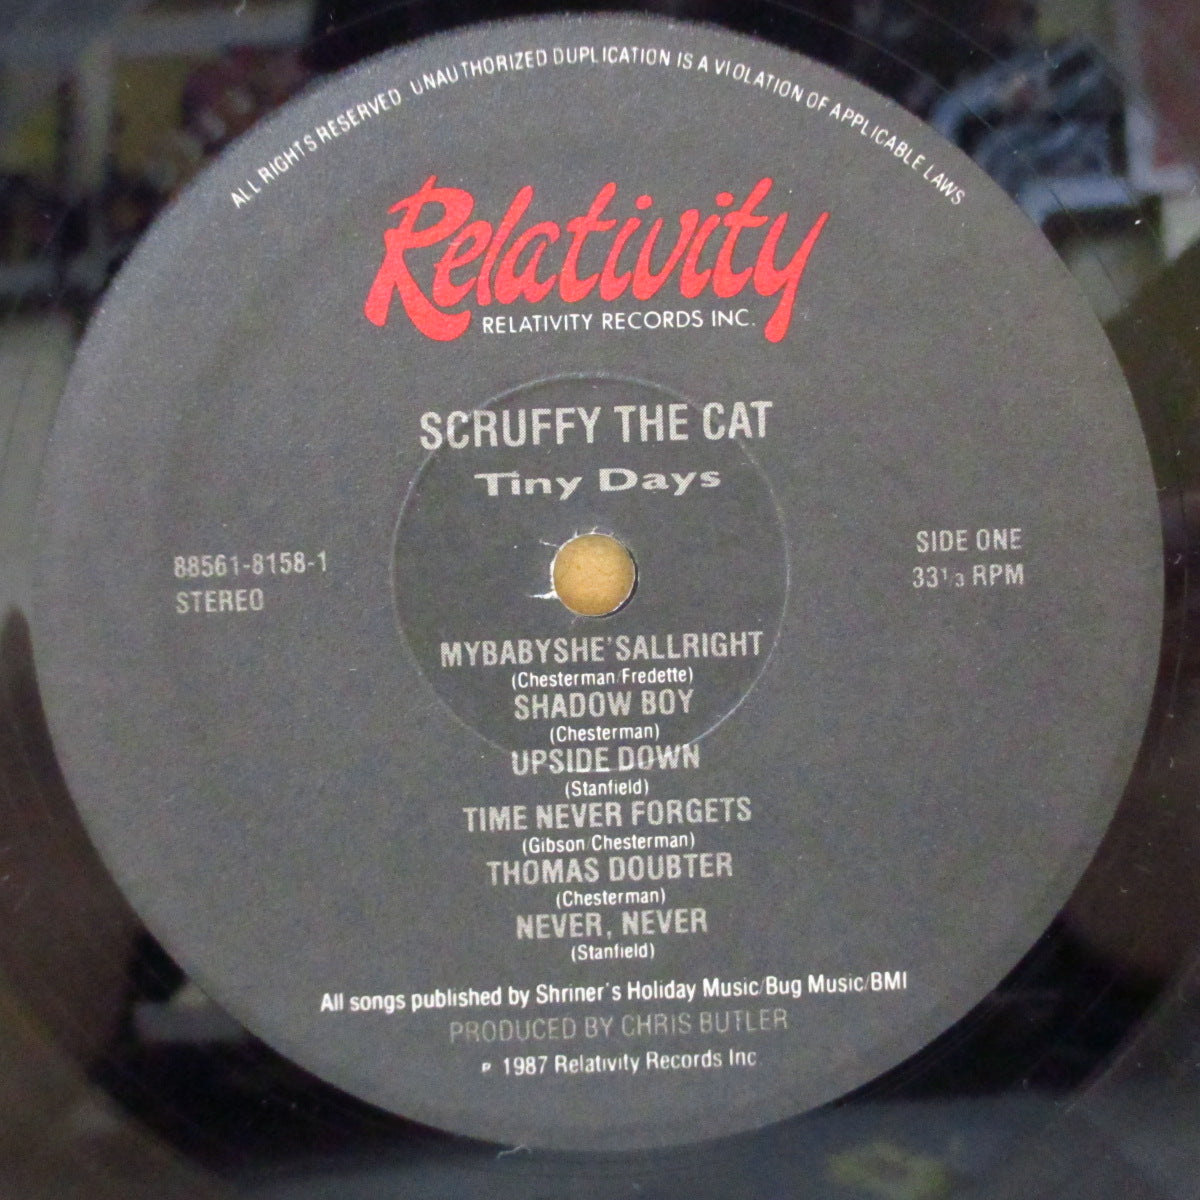 ALL RIGHTS RESERVED. UNAUTHORIZED DUPLICATION IS A VIOLATION OF APPLICABLE LAWS
Relativity
RELATIVITY RECORDS INC.
SCRUFFY THE CAT
Tiny Days
88561-8158-1
STEREO
SIDE ONE
33 1/3 RPM
MYBABYSHE'SALLRIGHT
(Chesterman/Fredette)
SHADOW BOY
(Chesterman)
UPSIDE DOWN
(Stanfield)
TIME NEVER FORGETS
(Gibson/Chesterman)
THOMAS DOUBTER
(Chesterman)
NEVER, NEVER
(Stanfield)
All songs published by Shriner's Holiday Music/Bug Music/BMI
PRODUCED BY CHRIS BUTLER
℗ 1987 Relativity Records Inc.